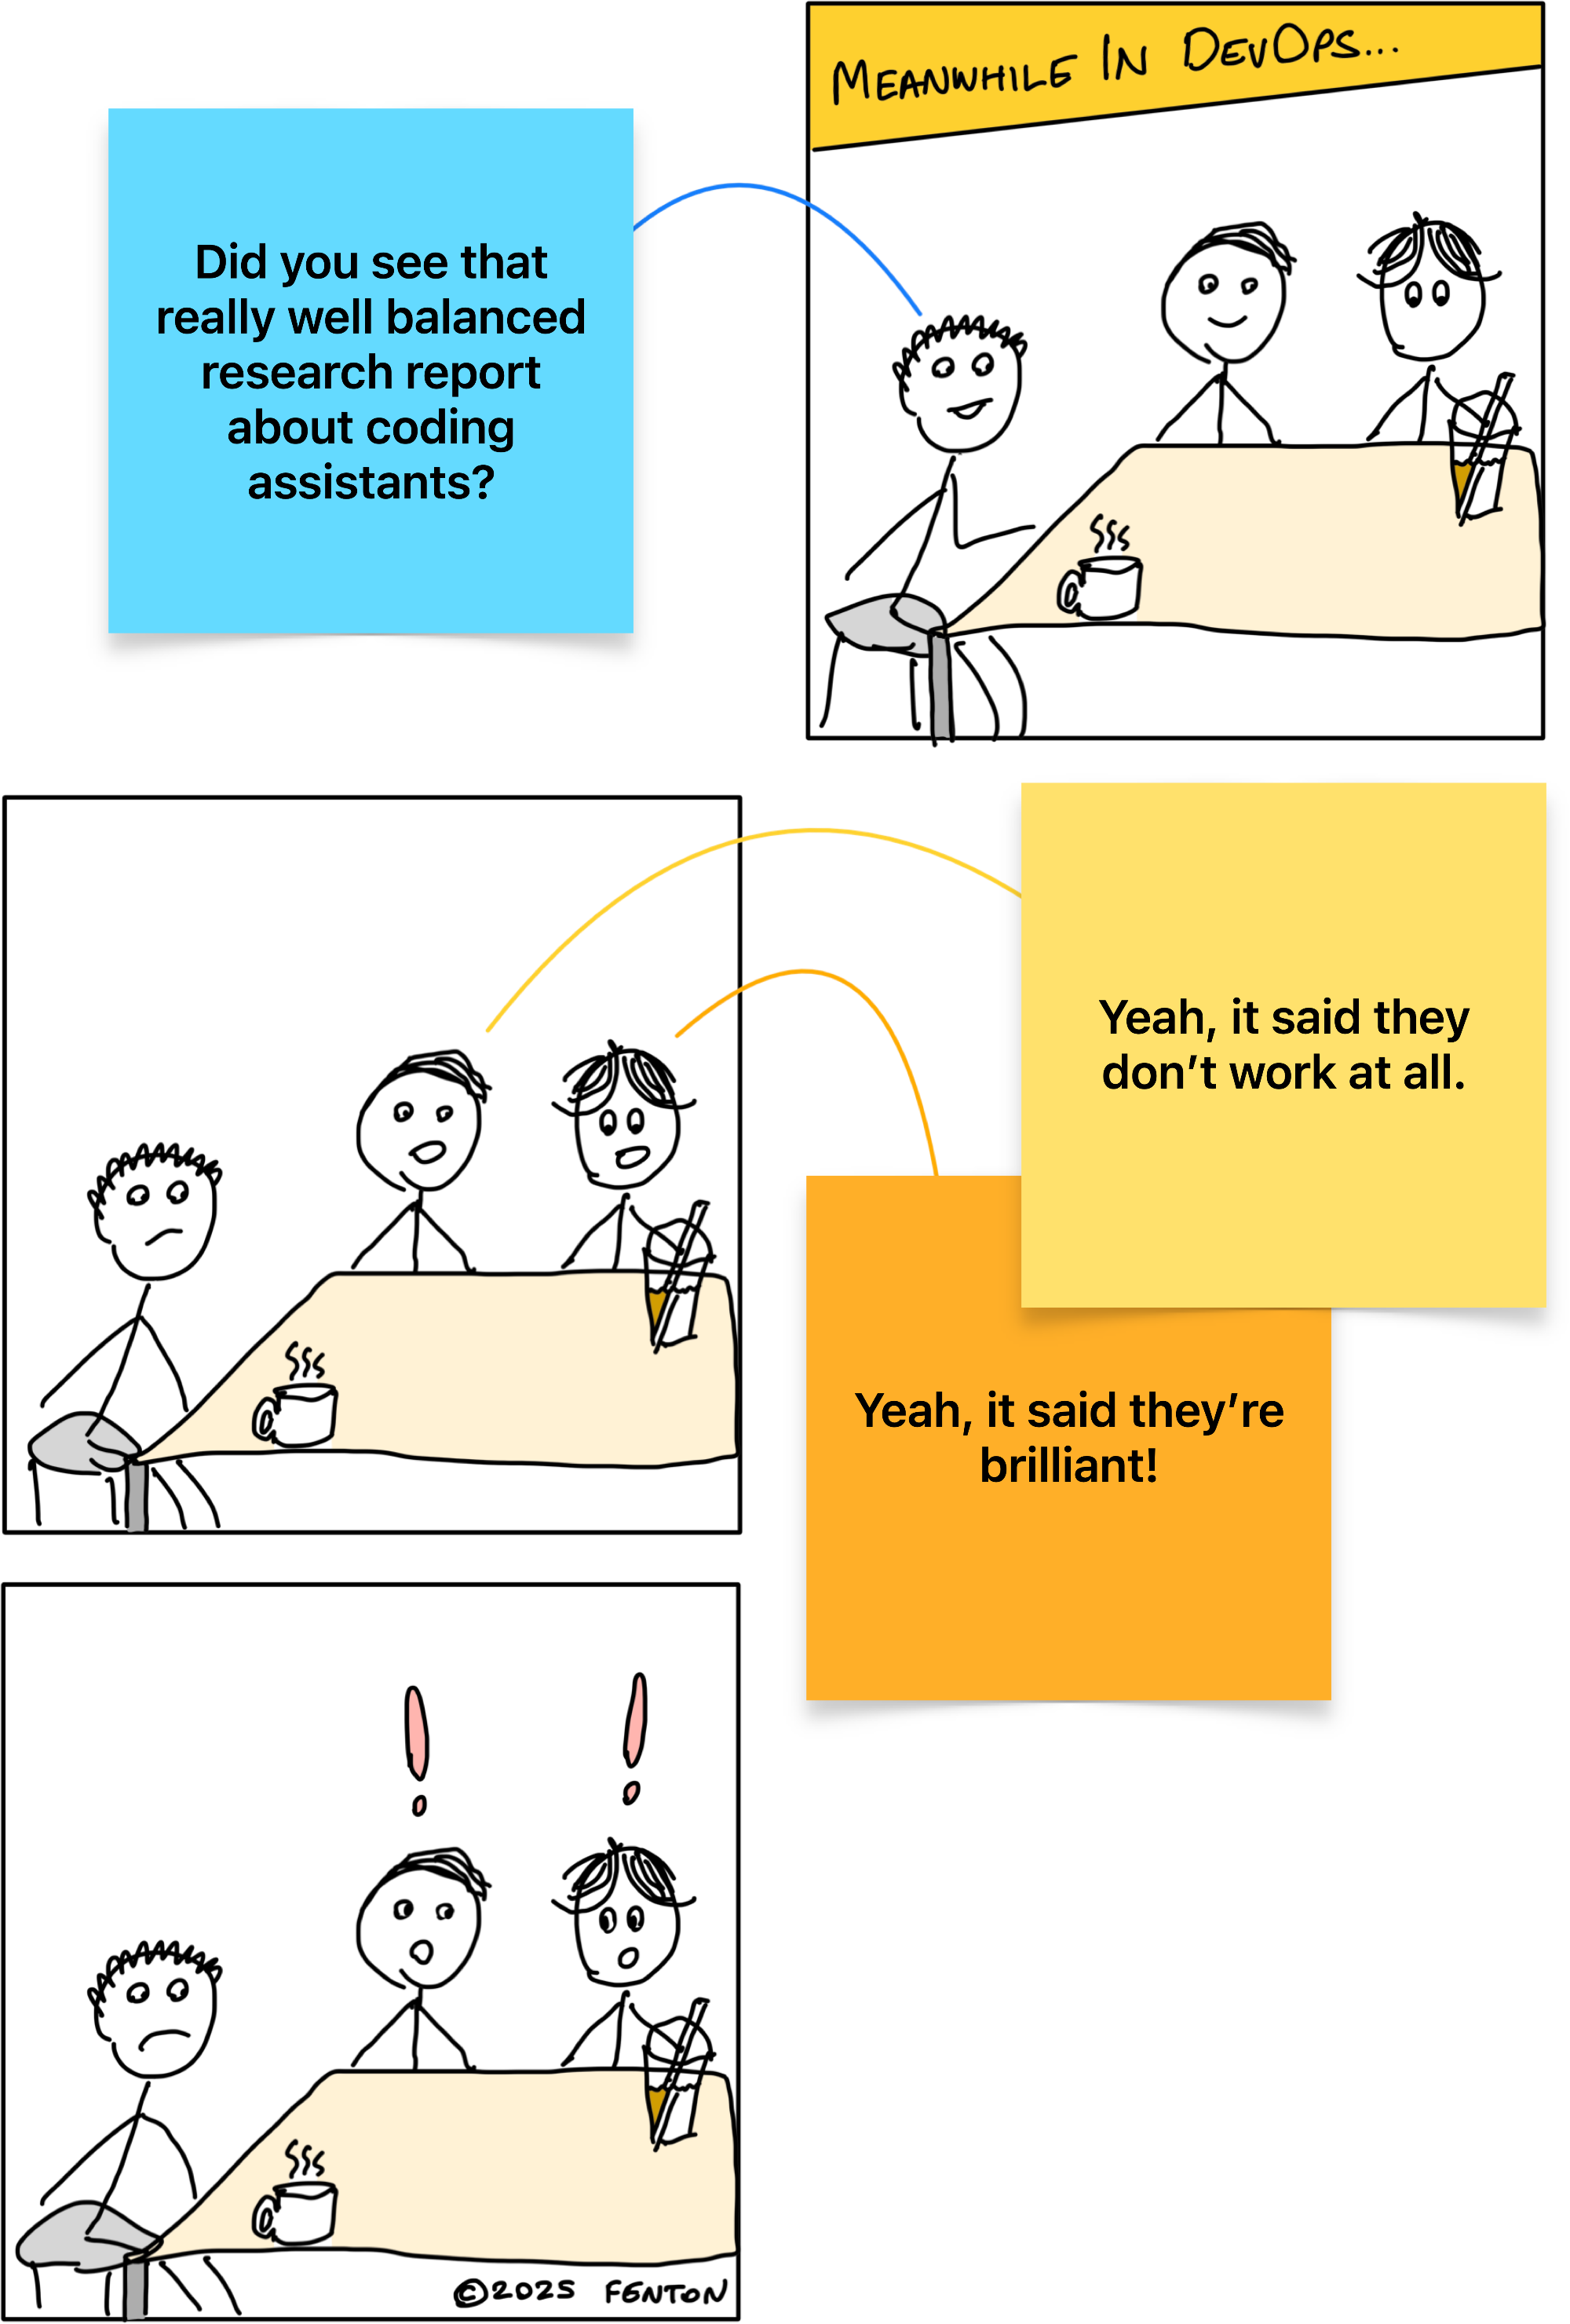 MEANWHILE IN DEVOPS...
Did you see that
really well balanced
research report
about coding
assistants?
Yeah, it said they
don’t work at all.
Yeah, it said they’re
brilliant!
©2025 FENTON